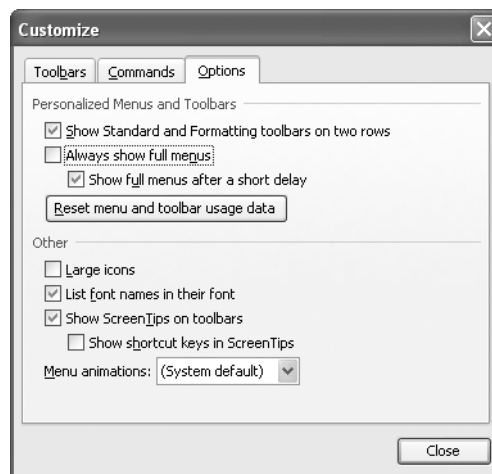 Customize
Toolbars Commands Options
Personalized Menus and Toolbars
Show Standard and Formatting toolbars on two rows
Always show full menus
Show full menus after a short delay
Reset menu and toolbar usage data
Other
Large icons
List font names in their font
Show ScreenTips on toolbars
Show shortcut keys in ScreenTips
Menu animations: (System default)
Close